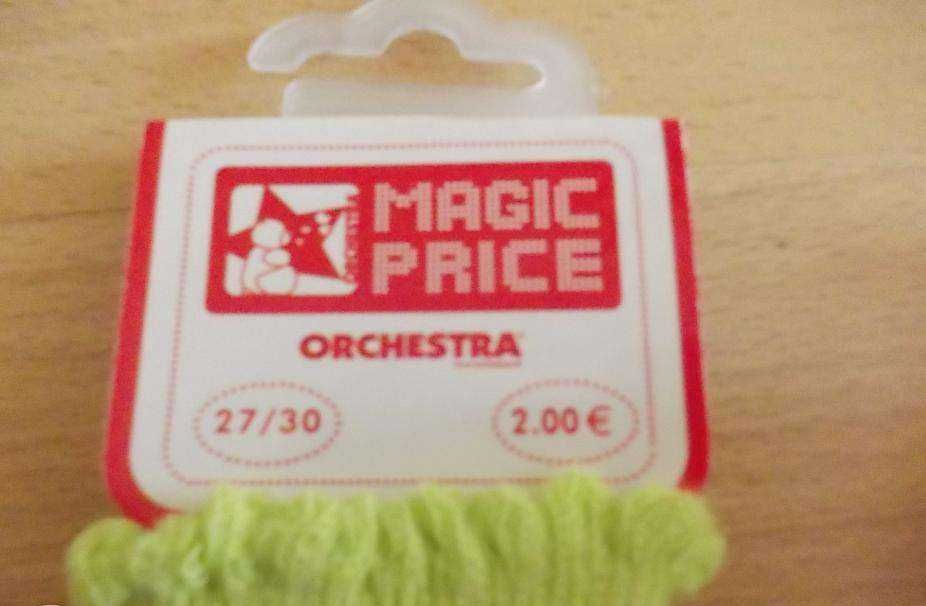 MAGIC
PRICE
ORCHESTRA
27/30
2.00 €